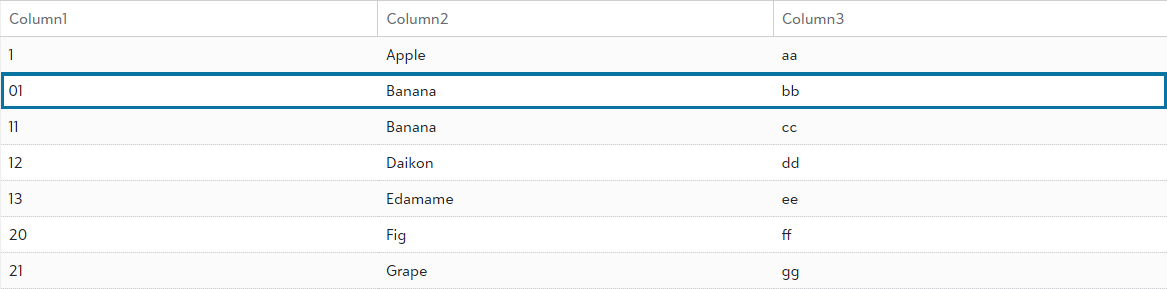 Column1 Column2 Column3
1 Apple aa
01 Banana bb
11 Banana cc
12 Daikon dd
13 Edamame ee
20 Fig ff
21 Grape gg